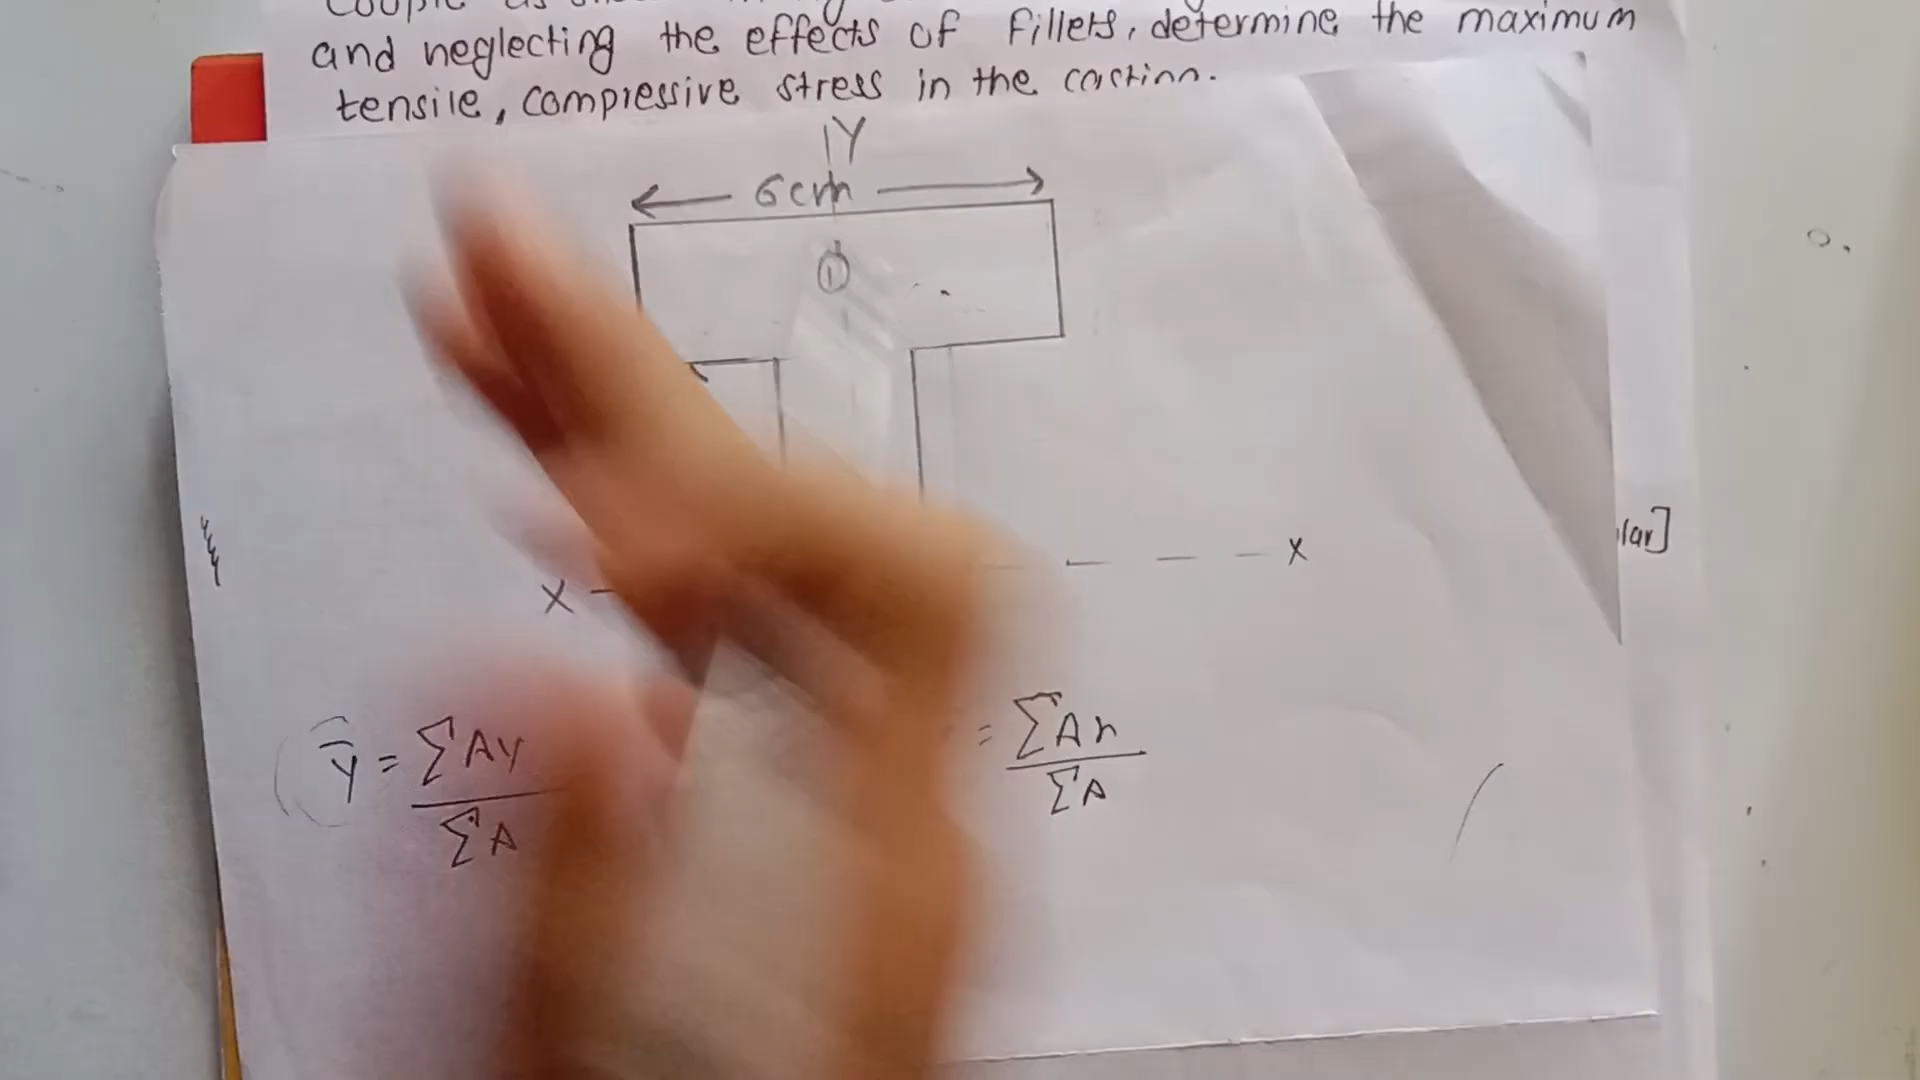 and neglecting the effects of fillets, determine the maximum
tensile, compressive stress in the
Y
6cm
1
X
X
lar]
ȳ = ΣAy / ΣA
= ΣAx / ΣA